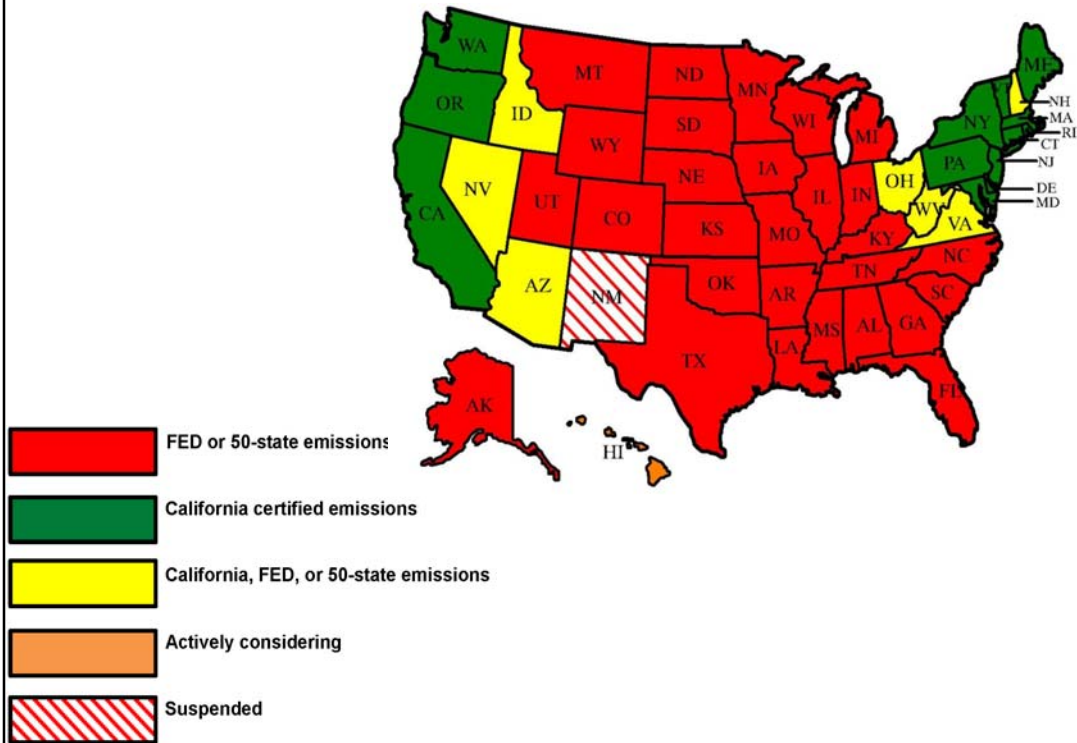 WA
MT
ND
MN
ME
VT
NH
MA
RI
CT
NJ
DE
MD
OR
ID
SD
WI
MI
NY
WY
PA
NV
UT
NE
IA
IL
IN
OH
WV
VA
CA
CO
KS
MO
KY
AZ
NM
OK
AR
TN
NC
SC
TX
LA
MS
AL
GA
FL
AK
HI
FED or 50-state emissions
California certified emissions
California, FED, or 50-state emissions
Actively considering
Suspended